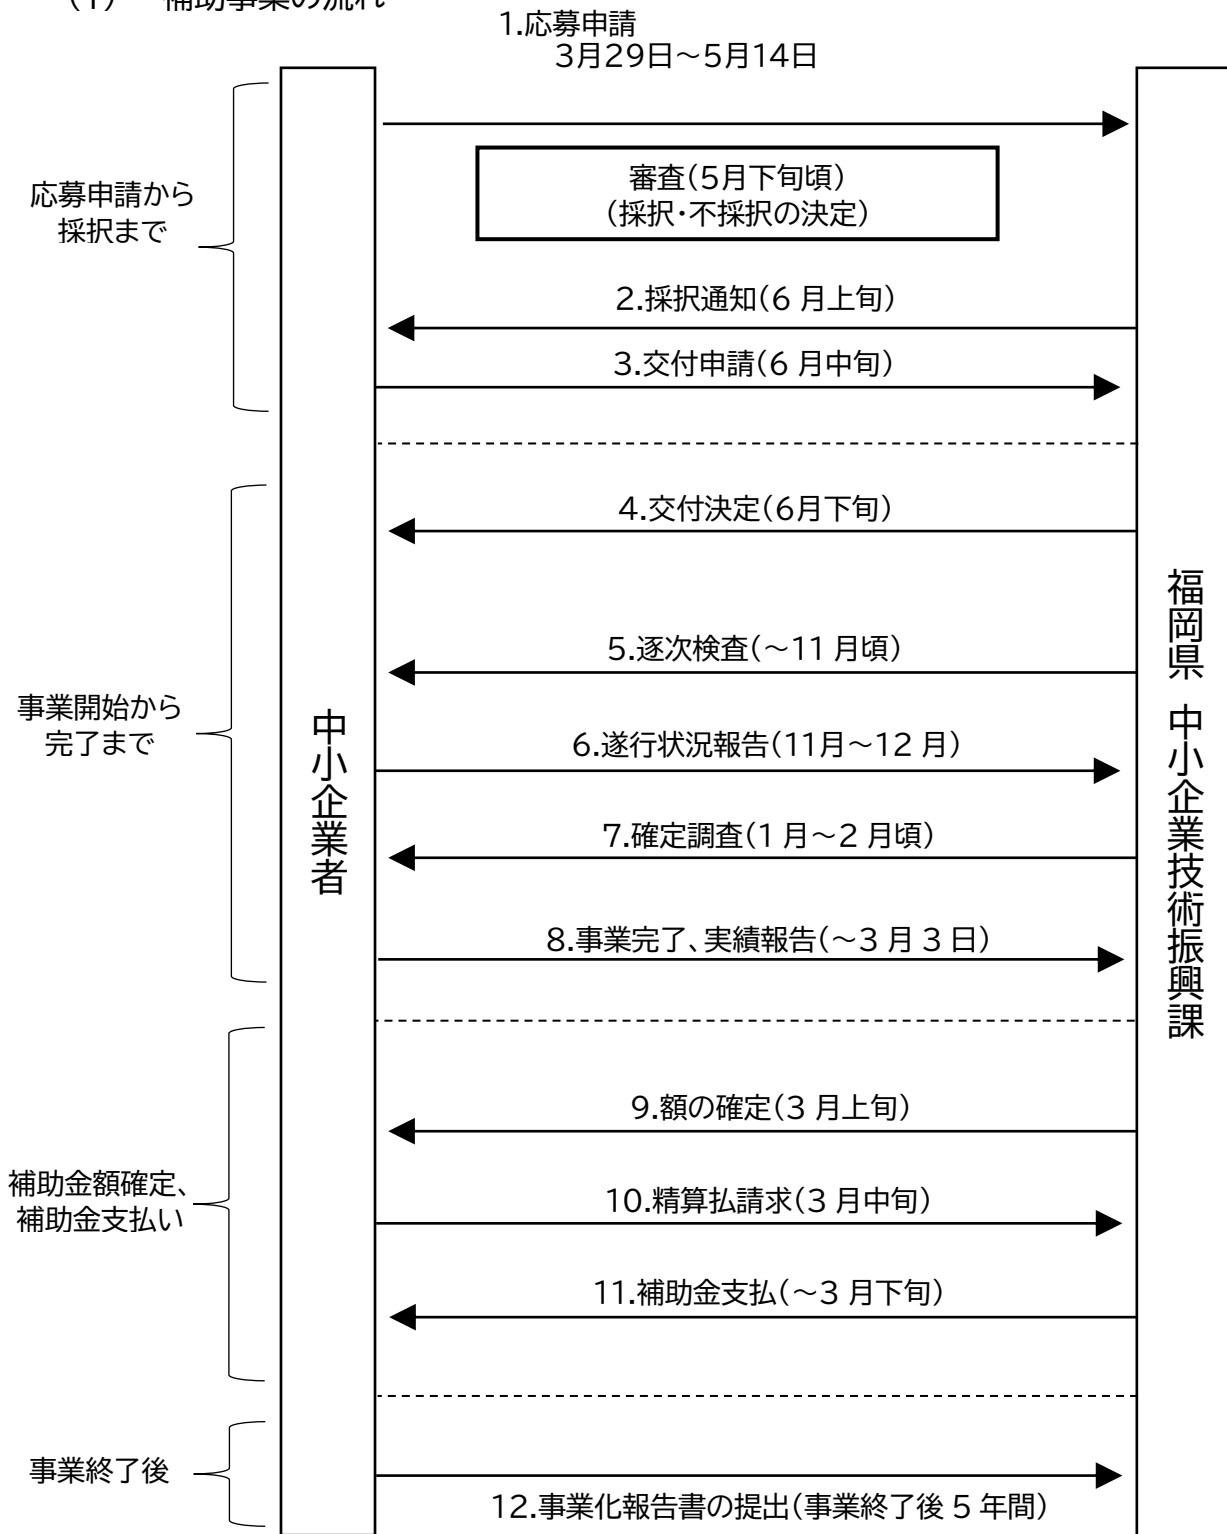 (1) 補助事業の流れ
1.応募申請
3月29日～5月14日
応募申請から
採択まで
審査(5月下旬頃)
(採択・不採択の決定)
2.採択通知(6 月上旬)
3.交付申請(6 月中旬)
4.交付決定(6月下旬)
5.逐次検査(～11 月頃)
事業開始から
完了まで
6.遂行状況報告(11月～12 月)
7.確定調査(1 月～2 月頃)
8.事業完了、実績報告(～3 月 3 日)
中小企業者
福岡県 中小企業技術振興課
9.額の確定(3 月上旬)
補助金額確定、
補助金支払い
10.精算払請求(3 月中旬)
11.補助金支払(～3 月下旬)
事業終了後
12.事業化報告書の提出(事業終了後 5 年間)